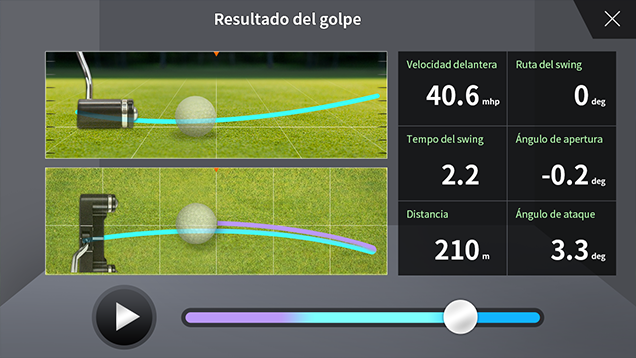 Resultado del golpe
Velocidad delantera
40.6 mhp
Ruta del swing
0 deg
Tempo del swing
2.2
Ángulo de apertura
-0.2 deg
Distancia
210 m
Ángulo de ataque
3.3 deg